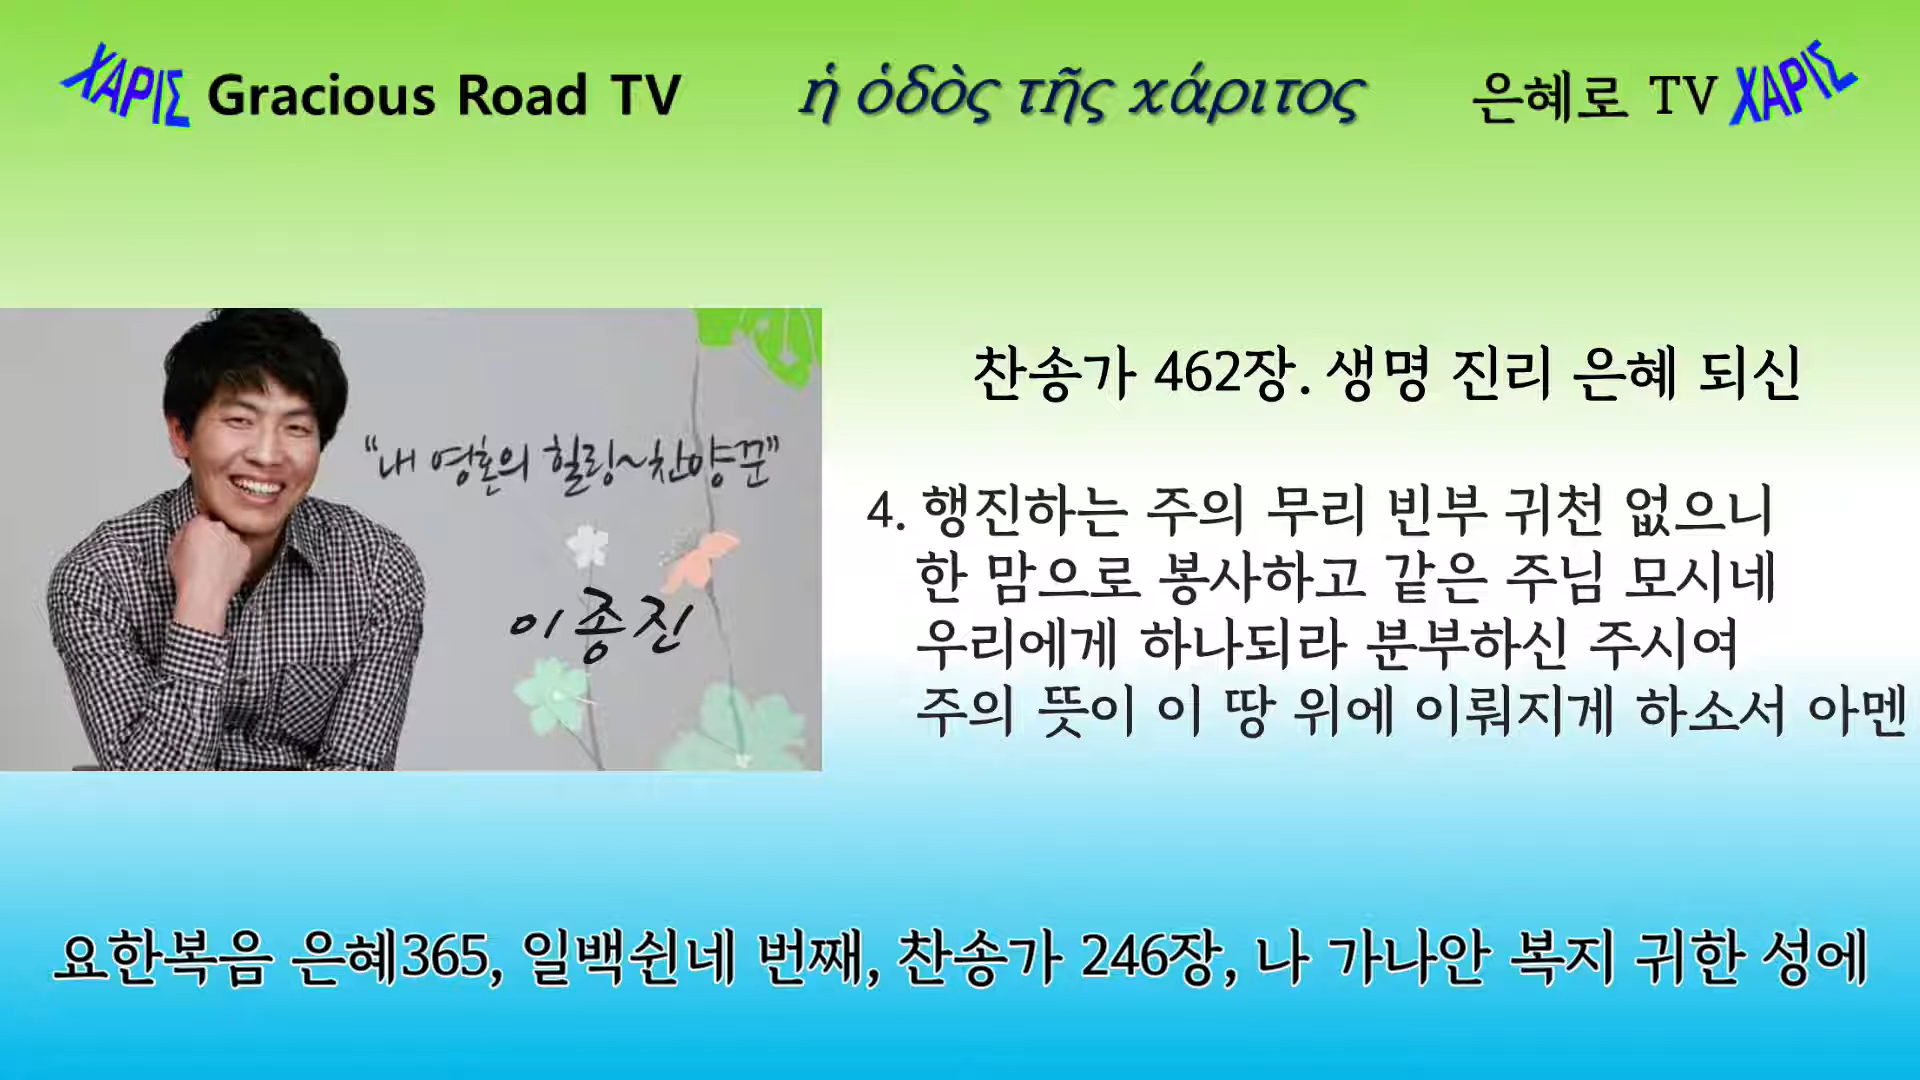 ΧΑΡΙΣ Gracious Road TV ἡ ὁδὸς τῆς χάριτος 은혜로 TV ΧΑΡΙΣ
"내 영혼의 힐링~찬양꾼"
이종진
찬송가 462장. 생명 진리 은혜 되신
4. 행진하는 주의 무리 빈부 귀천 없으니
한 맘으로 봉사하고 같은 주님 모시네
우리에게 하나되라 분부하신 주시여
주의 뜻이 이 땅 위에 이뤄지게 하소서 아멘
요한복음 은혜365, 일백쉰네 번째, 찬송가 246장, 나 가나안 복지 귀한 성에